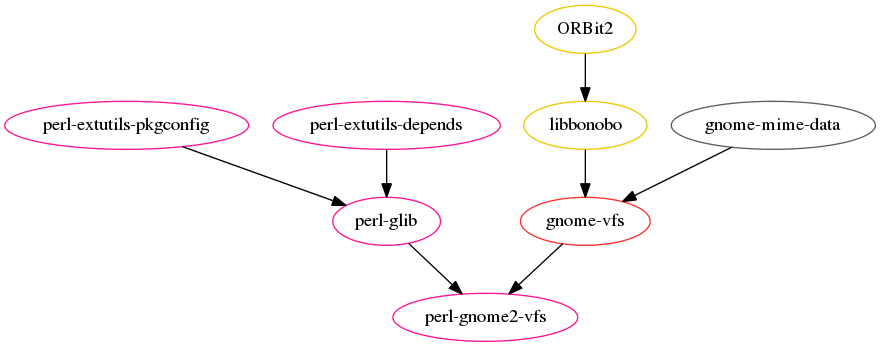 ORBit2
perl-extutils-pkgconfig
perl-extutils-depends
libbonobo
gnome-mime-data
perl-glib
gnome-vfs
perl-gnome2-vfs